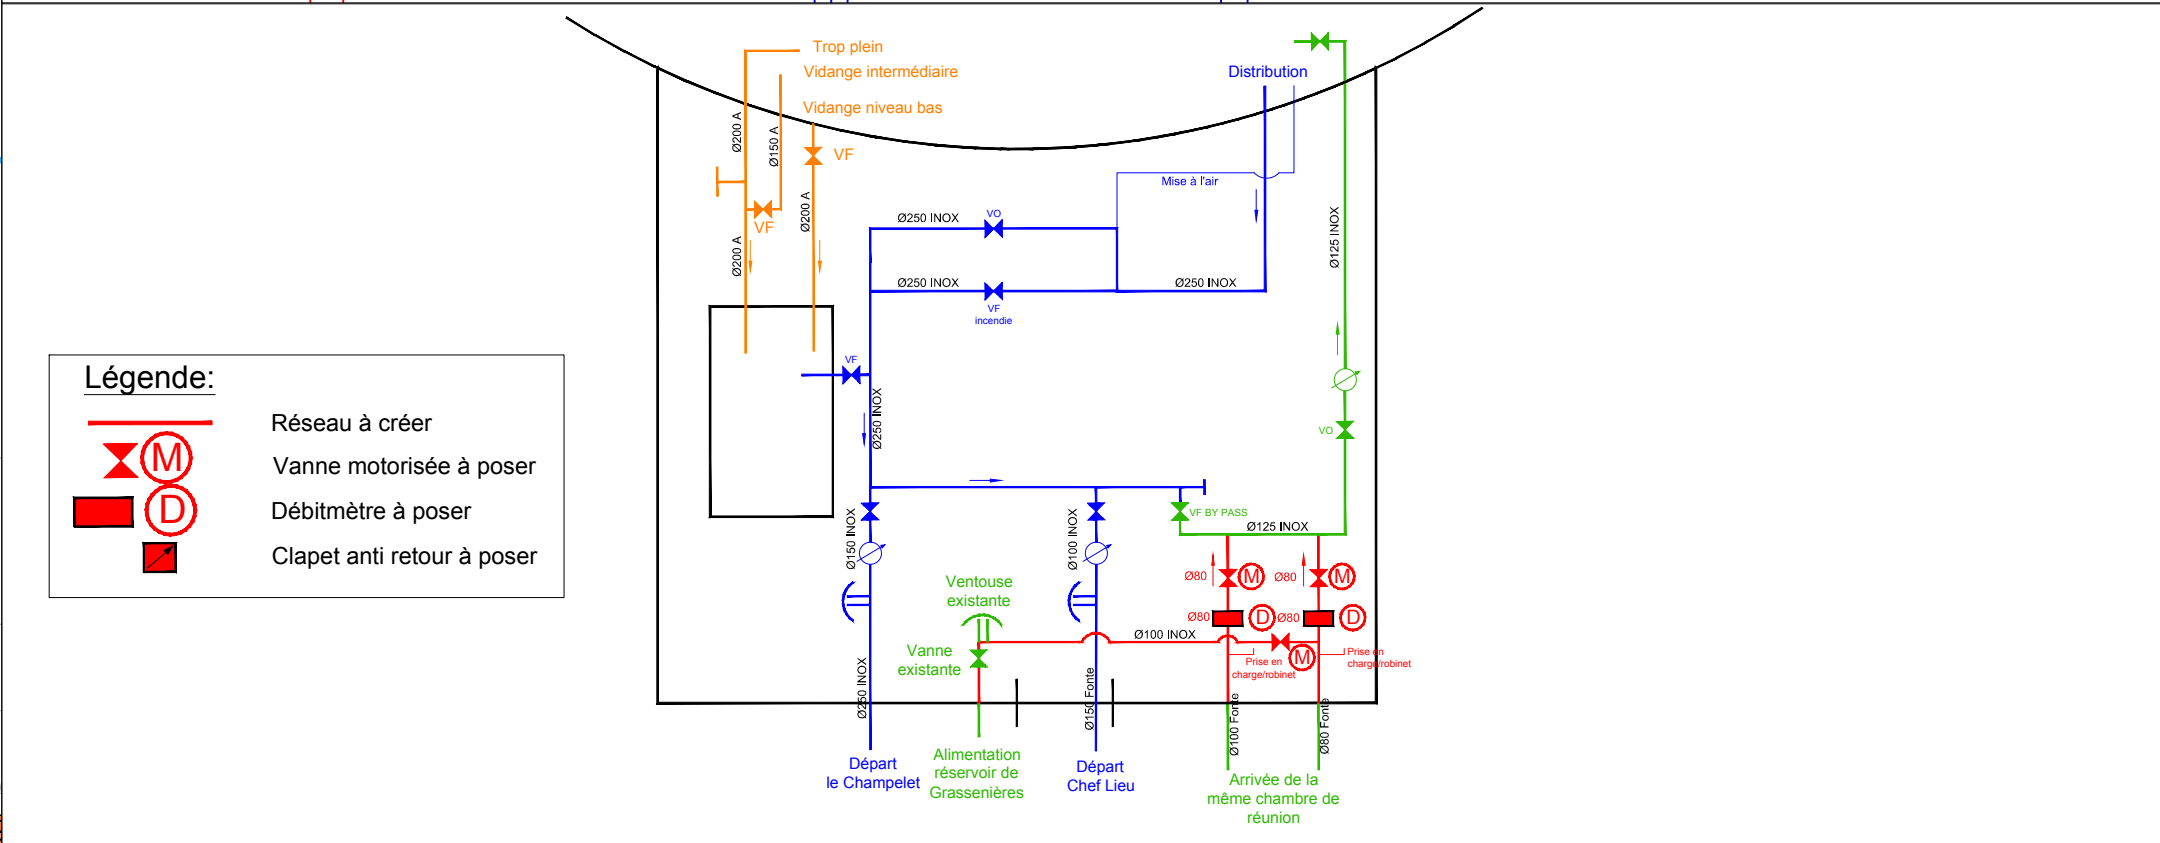 Trop plein
Vidange intermédiaire
Vidange niveau bas
Distribution
Ø200 A
Ø150 A
VF
VF
Ø200 A
Ø200 A
Mise à l'air
Ø250 INOX
VO
Ø125 INOX
Ø250 INOX
Ø250 INOX
VF
incendie
VF
Ø250 INOX
VO
Légende:
Réseau à créer
M
Vanne motorisée à poser
D
Débitmètre à poser
Clapet anti retour à poser
VF BY PASS
Ø125 INOX
Ø150 INOX
Ø100 INOX
Ø80
M
Ø80
M
Ventouse
existante
Ø80
D
Ø80
D
Ø100 INOX
Vanne
existante
M
Prise en
charge/robinet
Prise en
charge/robinet
Ø250 INOX
Ø150 Fonte
Ø100 Fonte
Ø80 Fonte
Départ
le Champelet
Alimentation
réservoir de
Grassenières
Départ
Chef Lieu
Arrivée de la
même chambre de
réunion